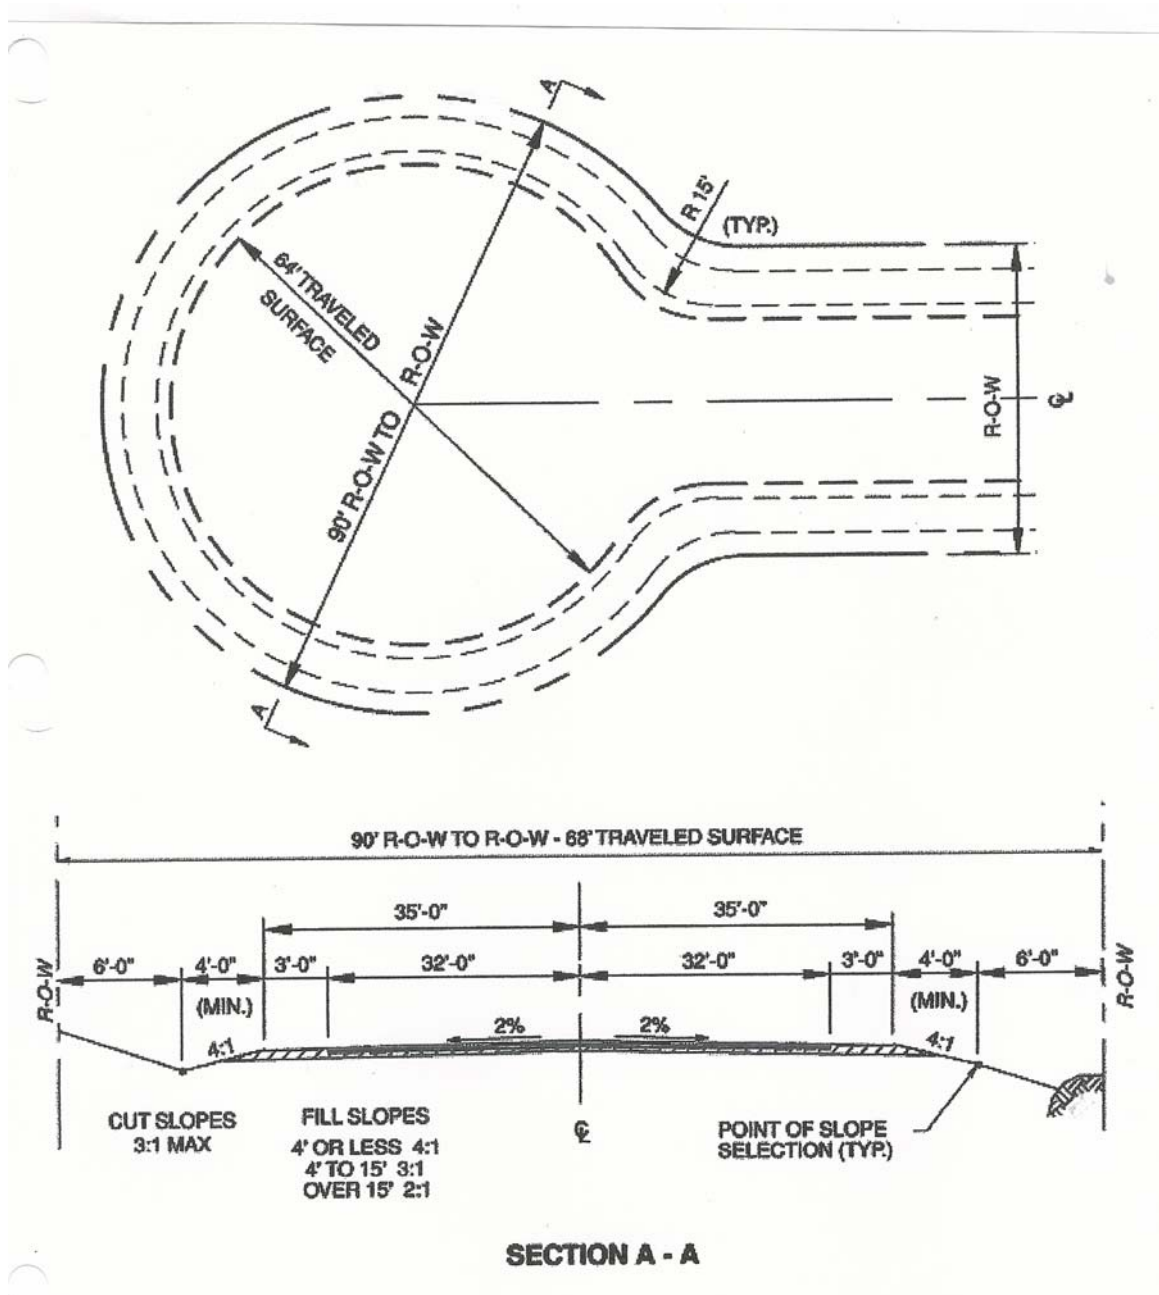 A
R 15'
(TYP.)
64' TRAVELED
SURFACE
90' R-O-W TO R-O-W
R-O-W
℄
A
90' R-O-W TO R-O-W - 68' TRAVELED SURFACE
35'-0" 35'-0"
R-O-W 6'-0" 4'-0" 3'-0" 32'-0" 32'-0" 3'-0" 4'-0" 6'-0" R-O-W
(MIN.) (MIN.)
4:1 2% 2% 4:1
CUT SLOPES
3:1 MAX
FILL SLOPES
4' OR LESS 4:1
4' TO 15' 3:1
OVER 15' 2:1
℄
POINT OF SLOPE
SELECTION (TYP.)
SECTION A - A